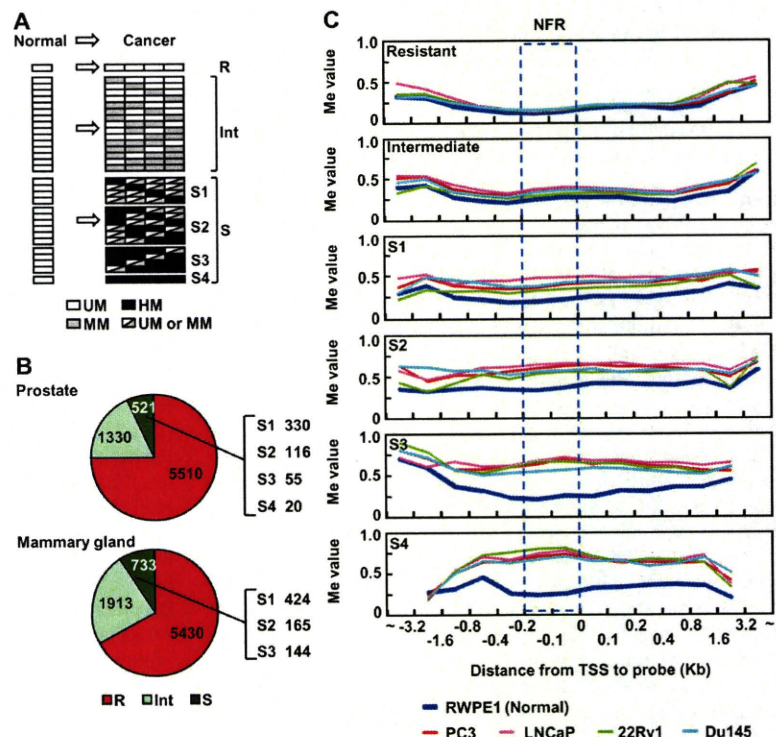 A
Normal
Cancer
R
Int
S1
S2
S3
S4
S
UM
HM
MM
UM or MM
B
Prostate
521
1330
5510
S1 330
S2 116
S3 55
S4 20
Mammary gland
733
1913
5430
S1 424
S2 165
S3 144
R
Int
S
C
NFR
Me value
1.0
0.5
0
Resistant
Me value
1.0
0.5
0
Intermediate
Me value
1.0
0.5
0
S1
Me value
1.0
0.5
0
S2
Me value
1.0
0.5
0
S3
Me value
1.0
0.5
0
S4
~ -3.2 -0.8 -0.2 0 0.2 0.8 3.2 ~
-1.6 -0.4 -0.1 0.1 0.4 1.6
Distance from TSS to probe (Kb)
RWPE1 (Normal)
PC3 LNCaP 22Rv1 Du145